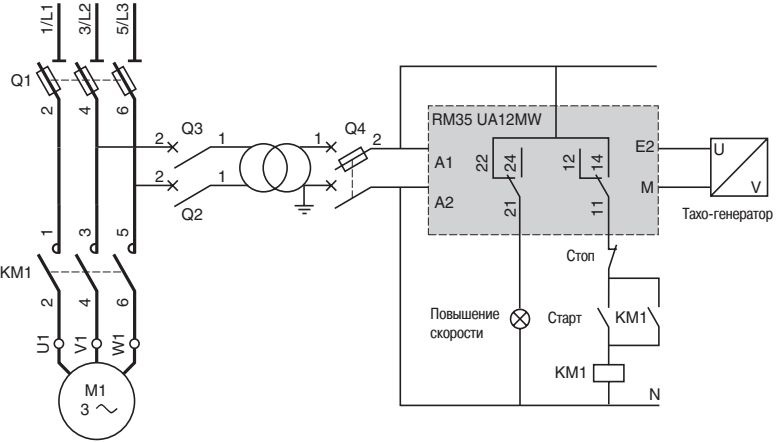 1/L1 3/L2 5/L3
Q1
2 4 6
2 Q3 1
2 Q2 1
1 Q4 2
RM35 UA12MW
A1
A2
22 24 21
12 14 11
E2
M
U
V
Тахо-генератор
1 3 5
KM1
2 4 6
U1 V1 W1
M1
3
Стоп
Повышение
скорости
Старт
KM1
KM1
N